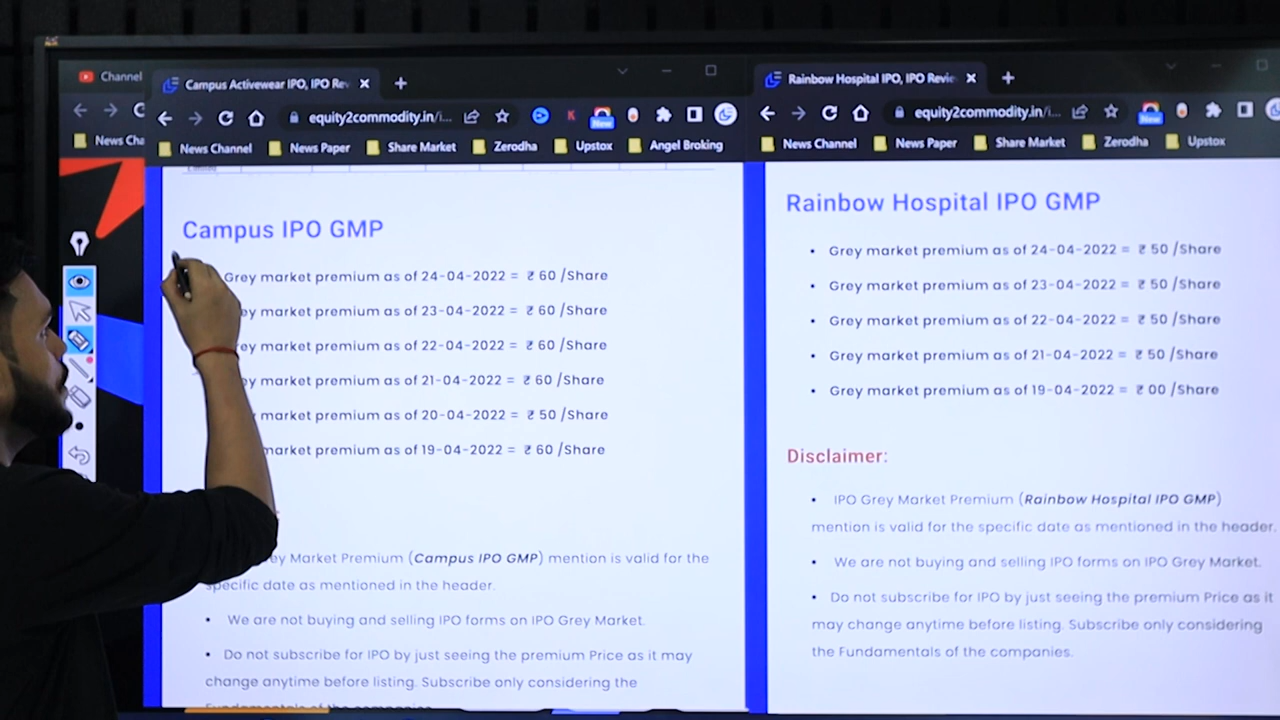 Channel
Campus Activewear IPO, IPO Rev
equity2commodity.in/i...
New
News Cha
News Channel
News Paper
Share Market
Zerodha
Upstox
Angel Broking
Campus IPO GMP
Grey market premium as of 24-04-2022 = ₹ 60 /Share
ey market premium as of 23-04-2022 = ₹ 60 /Share
ey market premium as of 22-04-2022 = ₹ 60 /Share
ey market premium as of 21-04-2022 = ₹ 60 /Share
market premium as of 20-04-2022 = ₹ 50 /Share
market premium as of 19-04-2022 = ₹ 60 /Share
ey Market Premium (Campus IPO GMP) mention is valid for the
specific date as mentioned in the header.
• We are not buying and selling IPO forms on IPO Grey Market.
• Do not subscribe for IPO by just seeing the premium Price as it may
change anytime before listing. Subscribe only considering the
Fundamentals of the companies.
Rainbow Hospital IPO, IPO Revie
equity2commodity.in/i...
New
News Channel
News Paper
Share Market
Zerodha
Upstox
Rainbow Hospital IPO GMP
• Grey market premium as of 24-04-2022 = ₹ 50 /Share
• Grey market premium as of 23-04-2022 = ₹ 50 /Share
• Grey market premium as of 22-04-2022 = ₹ 50 /Share
• Grey market premium as of 21-04-2022 = ₹ 50 /Share
• Grey market premium as of 19-04-2022 = ₹ 00 /Share
Disclaimer:
• IPO Grey Market Premium (Rainbow Hospital IPO GMP)
mention is valid for the specific date as mentioned in the header.
• We are not buying and selling IPO forms on IPO Grey Market.
• Do not subscribe for IPO by just seeing the premium Price as it
may change anytime before listing. Subscribe only considering
the Fundamentals of the companies.